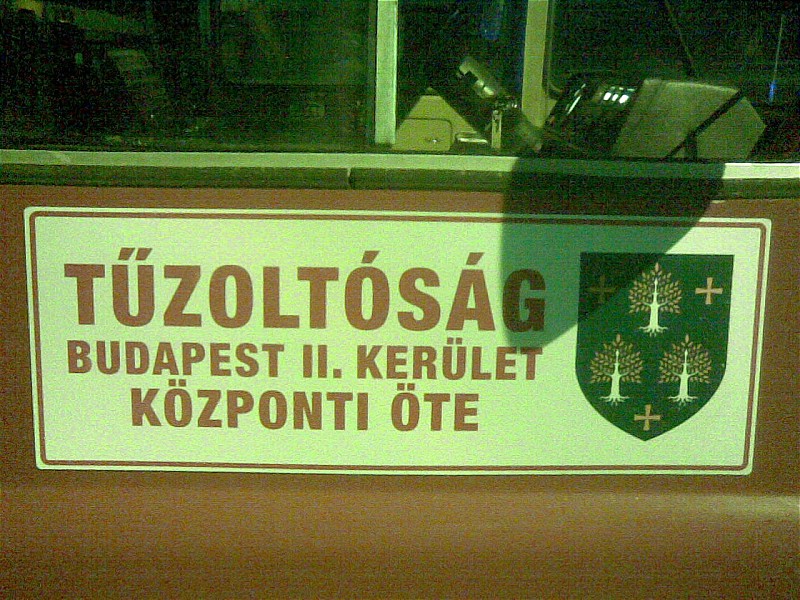 TŰZOLTÓSÁG
BUDAPEST II. KERÜLET
KÖZPONTI ÖTE